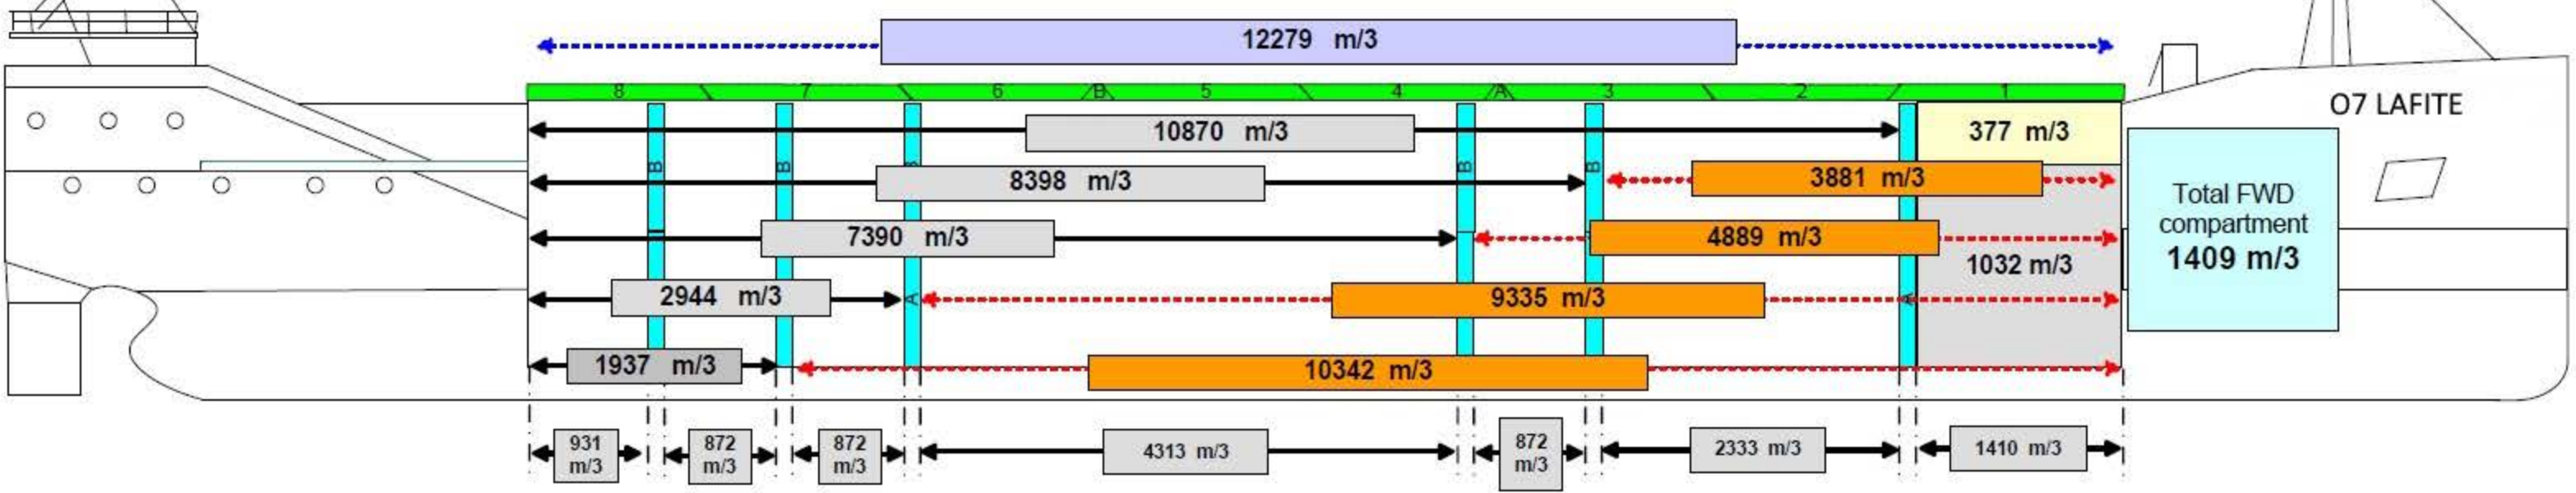 12279 m/3
8 7 6 B 5 4 A 3 2 1
O7 LAFITE
10870 m/3
377 m/3
B B B B B
8398 m/3
3881 m/3
Total FWD
compartment
1409 m/3
7390 m/3
4889 m/3
1032 m/3
2944 m/3
A
9335 m/3
A
1937 m/3
10342 m/3
931
m/3
872
m/3
872
m/3
4313 m/3
872
m/3
2333 m/3
1410 m/3